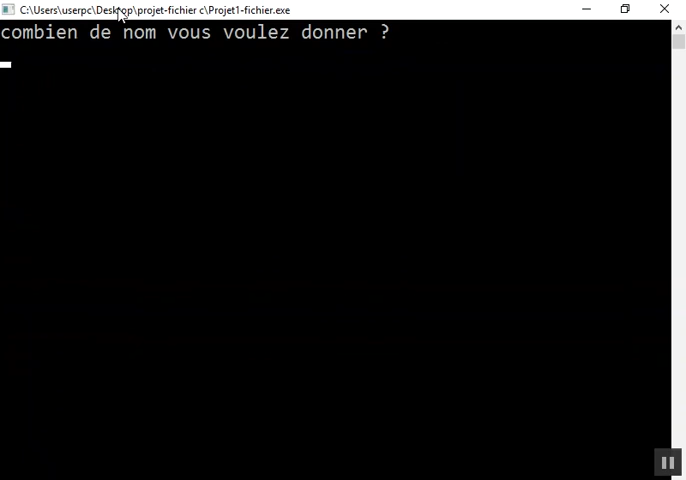 C:\Users\userpc\Desktop\projet-fichier c\Projet1-fichier.exe
combien de nom vous voulez donner ?